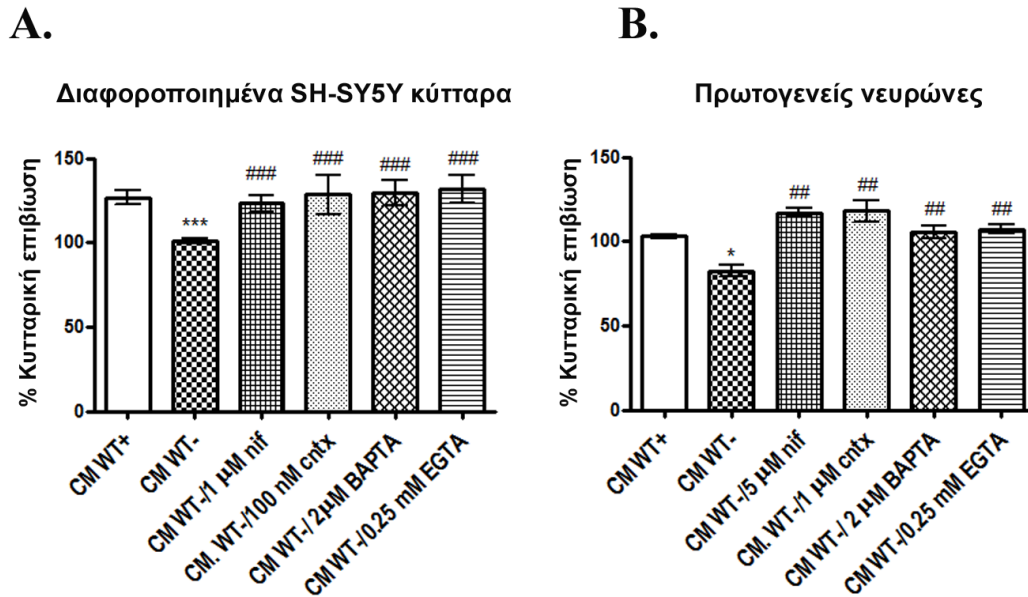 A.
Διαφοροποιημένα SH-SY5Y κύτταρα
% Κυτταρική επιβίωση
150
100
50
0
***
###
###
###
###
CM WT+
CM WT-
CM WT-/1 μM nif
CM. WT-/100 nM cntx
CM WT-/ 2μM BAPTA
CM WT-/0.25 mM EGTA
B.
Πρωτογενείς νευρώνες
% Κυτταρική επιβίωση
150
100
50
0
*
##
##
##
##
CM WT+
CM WT-
CM WT-/5 μM nif
CM. WT-/1 μM cntx
CM WT-/ 2 μM BAPTA
CM WT-/0.25 mM EGTA